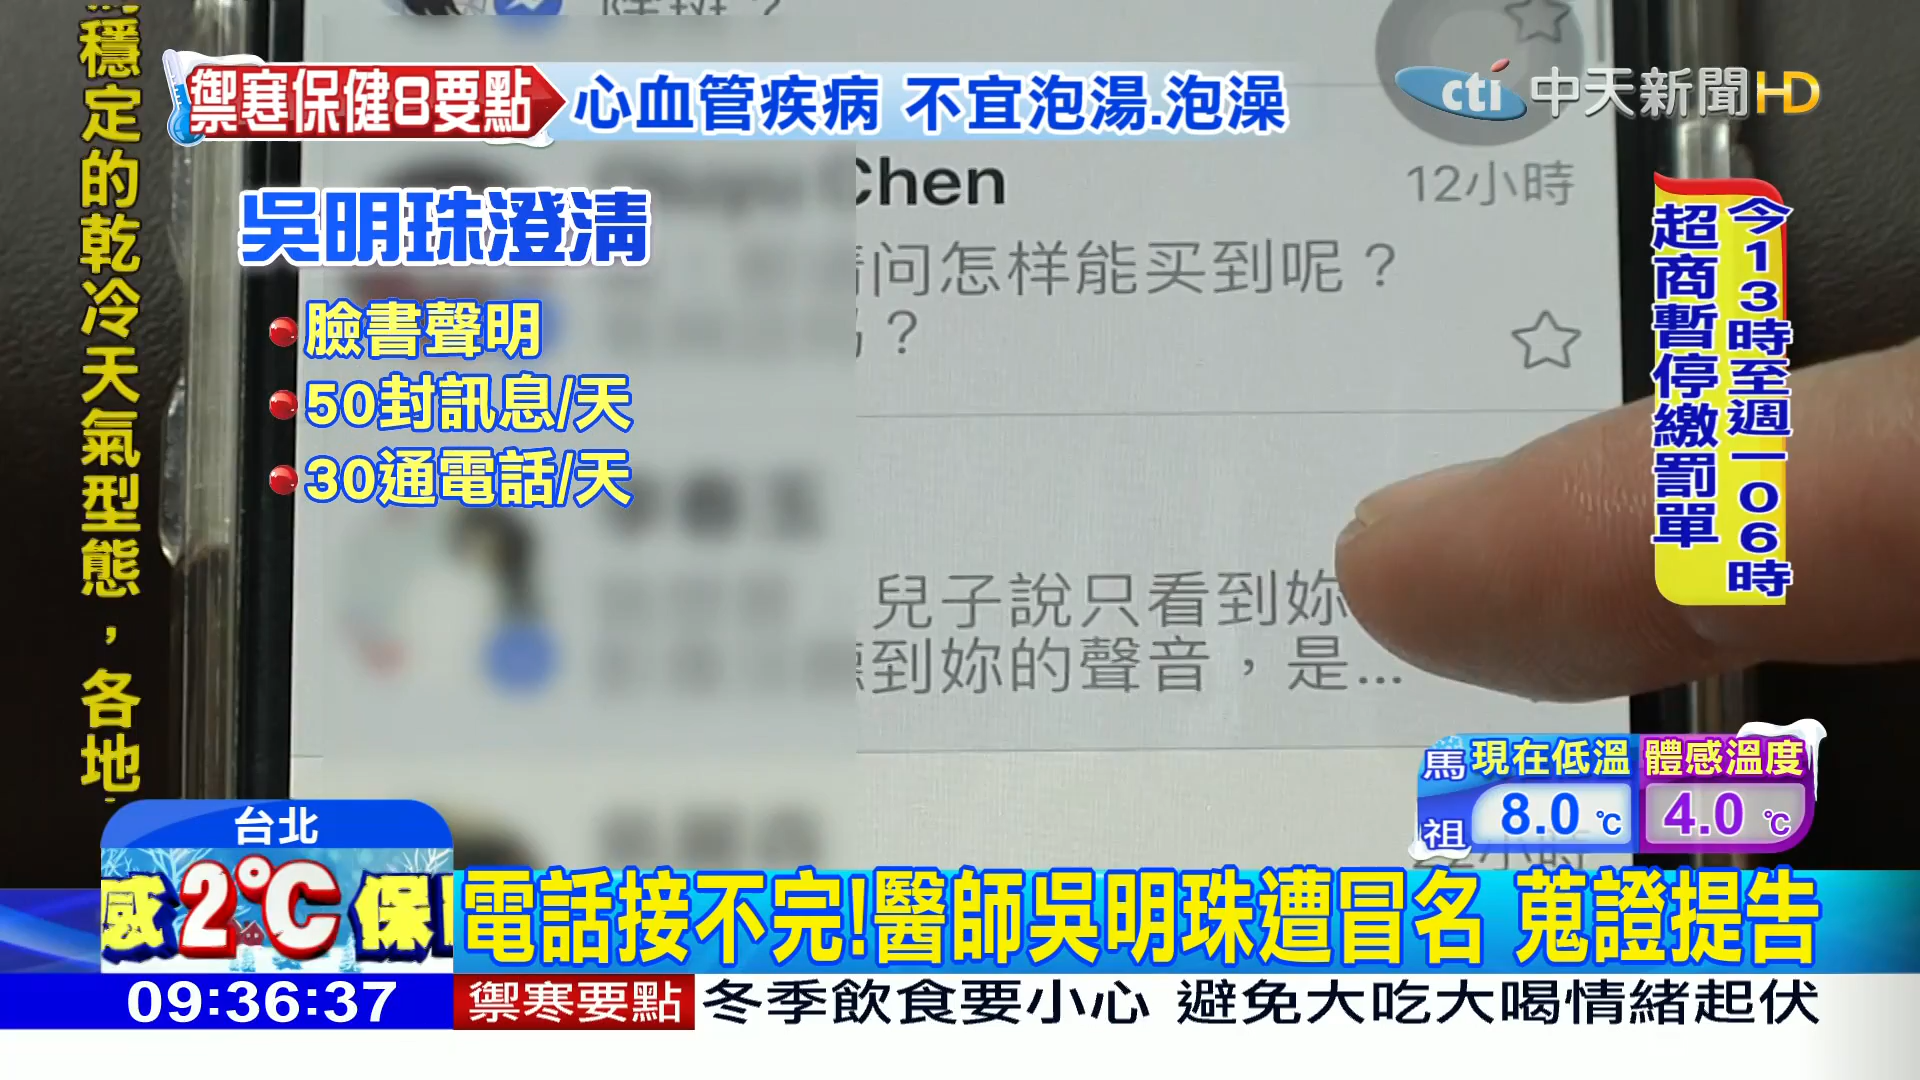 穩定的乾冷天氣型態，各地
禦寒保健8要點
心血管疾病 不宜泡湯.泡澡
cti 中天新聞HD
吳明珠澄清
臉書聲明
50封訊息/天
30通電話/天
Chen
12小時
问怎样能买到呢？
？
兒子說只看到妳
到妳的聲音，是...
今13時至週一06時
超商暫停繳罰單
馬祖
現在低溫
8.0 °C
體感溫度
4.0 °C
台北
感2°C 保
電話接不完!醫師吳明珠遭冒名 蒐證提告
09:36:37
禦寒要點
冬季飲食要小心 避免大吃大喝情緒起伏